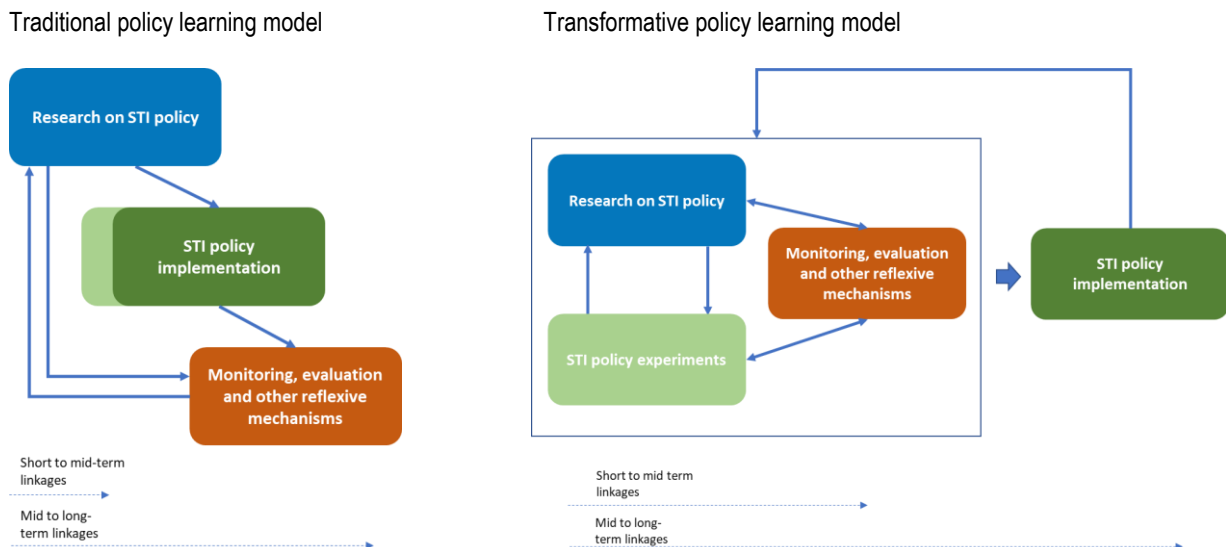 Traditional policy learning model
Research on STI policy
STI policy
implementation
Monitoring, evaluation
and other reflexive
mechanisms
Short to mid-term
linkages
Mid to long-
term linkages
Transformative policy learning model
Research on STI policy
Monitoring, evaluation
and other reflexive
mechanisms
STI policy experiments
STI policy
implementation
Short to mid term
linkages
Mid to long-
term linkages